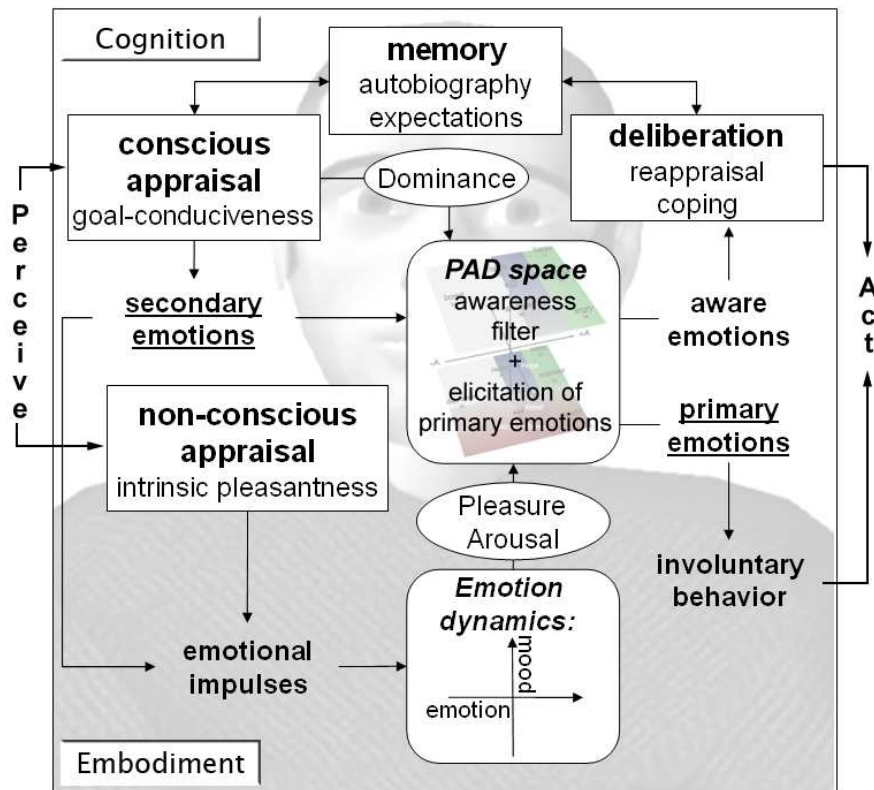 Cognition
memory
autobiography
expectations
conscious
appraisal
goal-conduciveness
Dominance
deliberation
reappraisal
coping
Perceive
PAD space
awareness
filter
+
elicitation of
primary emotions
secondary
emotions
aware
emotions
Act
non-conscious
appraisal
intrinsic pleasantness
primary
emotions
Pleasure
Arousal
involuntary
behavior
Emotion
dynamics:
mood
emotion
emotional
impulses
Embodiment